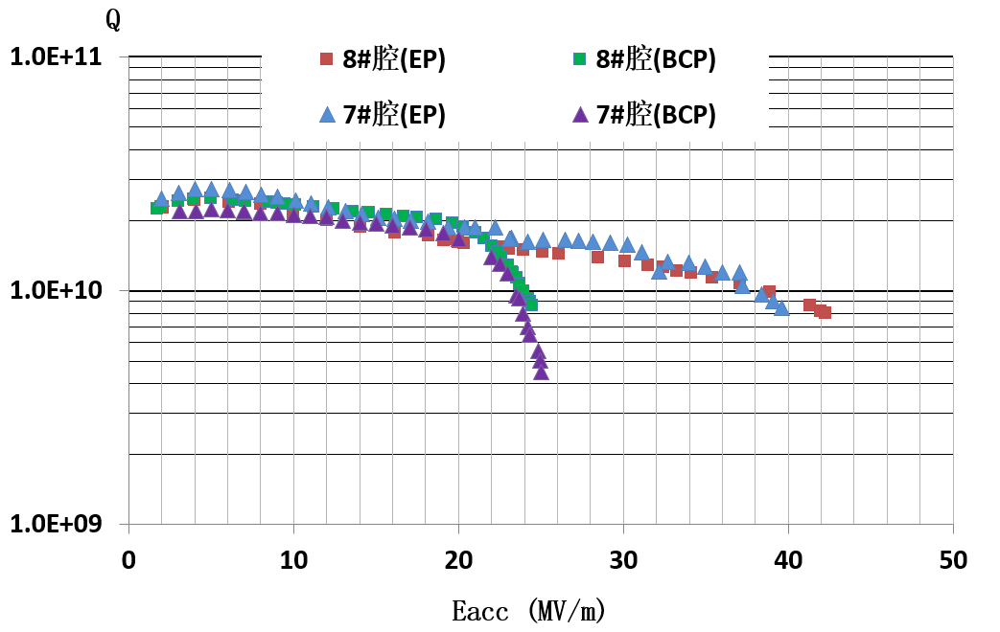 Q
1.0E+11
8#腔(EP) 8#腔(BCP)
7#腔(EP) 7#腔(BCP)
1.0E+10
1.0E+09
0 10 20 30 40 50
Eacc (MV/m)